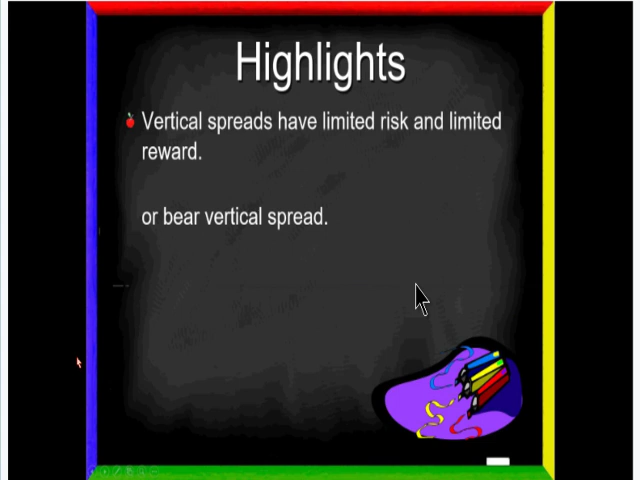 Highlights
Vertical spreads have limited risk and limited
reward.
or bear vertical spread.